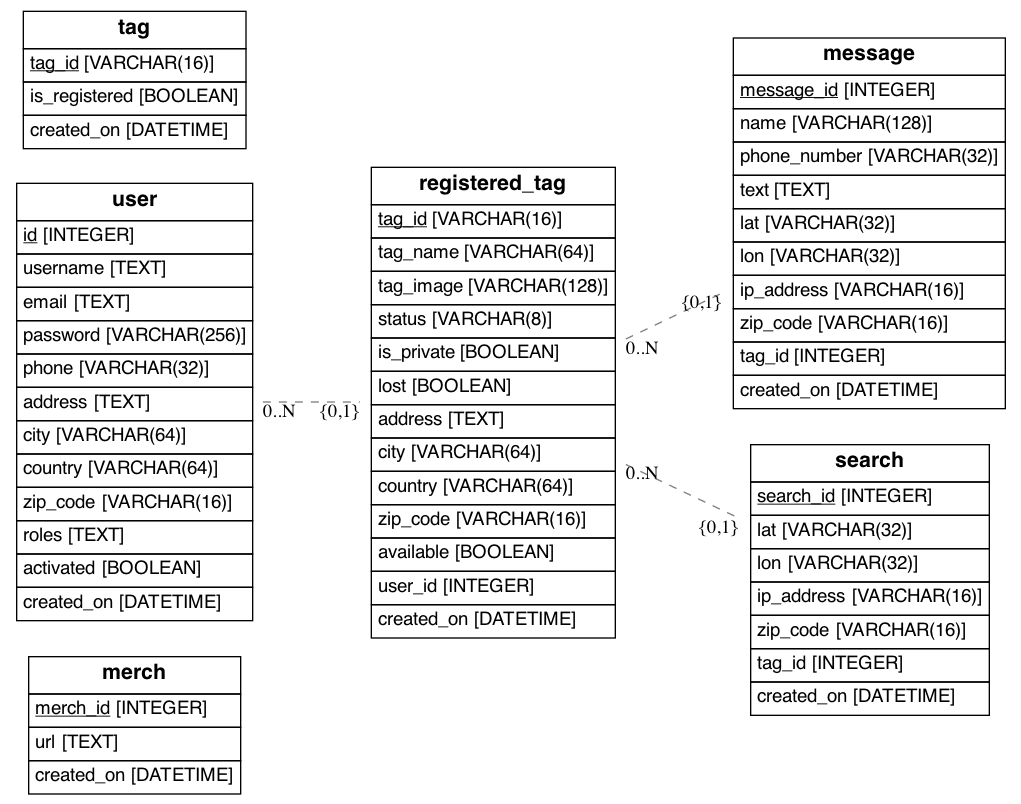 tag
tag_id [VARCHAR(16)]
is_registered [BOOLEAN]
created_on [DATETIME]
user
id [INTEGER]
username [TEXT]
email [TEXT]
password [VARCHAR(256)]
phone [VARCHAR(32)]
address [TEXT]
city [VARCHAR(64)]
country [VARCHAR(64)]
zip_code [VARCHAR(16)]
roles [TEXT]
activated [BOOLEAN]
created_on [DATETIME]
merch
merch_id [INTEGER]
url [TEXT]
created_on [DATETIME]
0..N
{0,1}
registered_tag
tag_id [VARCHAR(16)]
tag_name [VARCHAR(64)]
tag_image [VARCHAR(128)]
status [VARCHAR(8)]
is_private [BOOLEAN]
lost [BOOLEAN]
address [TEXT]
city [VARCHAR(64)]
country [VARCHAR(64)]
zip_code [VARCHAR(16)]
available [BOOLEAN]
user_id [INTEGER]
created_on [DATETIME]
{0,1}
0..N
0..N
{0,1}
message
message_id [INTEGER]
name [VARCHAR(128)]
phone_number [VARCHAR(32)]
text [TEXT]
lat [VARCHAR(32)]
lon [VARCHAR(32)]
ip_address [VARCHAR(16)]
zip_code [VARCHAR(16)]
tag_id [INTEGER]
created_on [DATETIME]
search
search_id [INTEGER]
lat [VARCHAR(32)]
lon [VARCHAR(32)]
ip_address [VARCHAR(16)]
zip_code [VARCHAR(16)]
tag_id [INTEGER]
created_on [DATETIME]